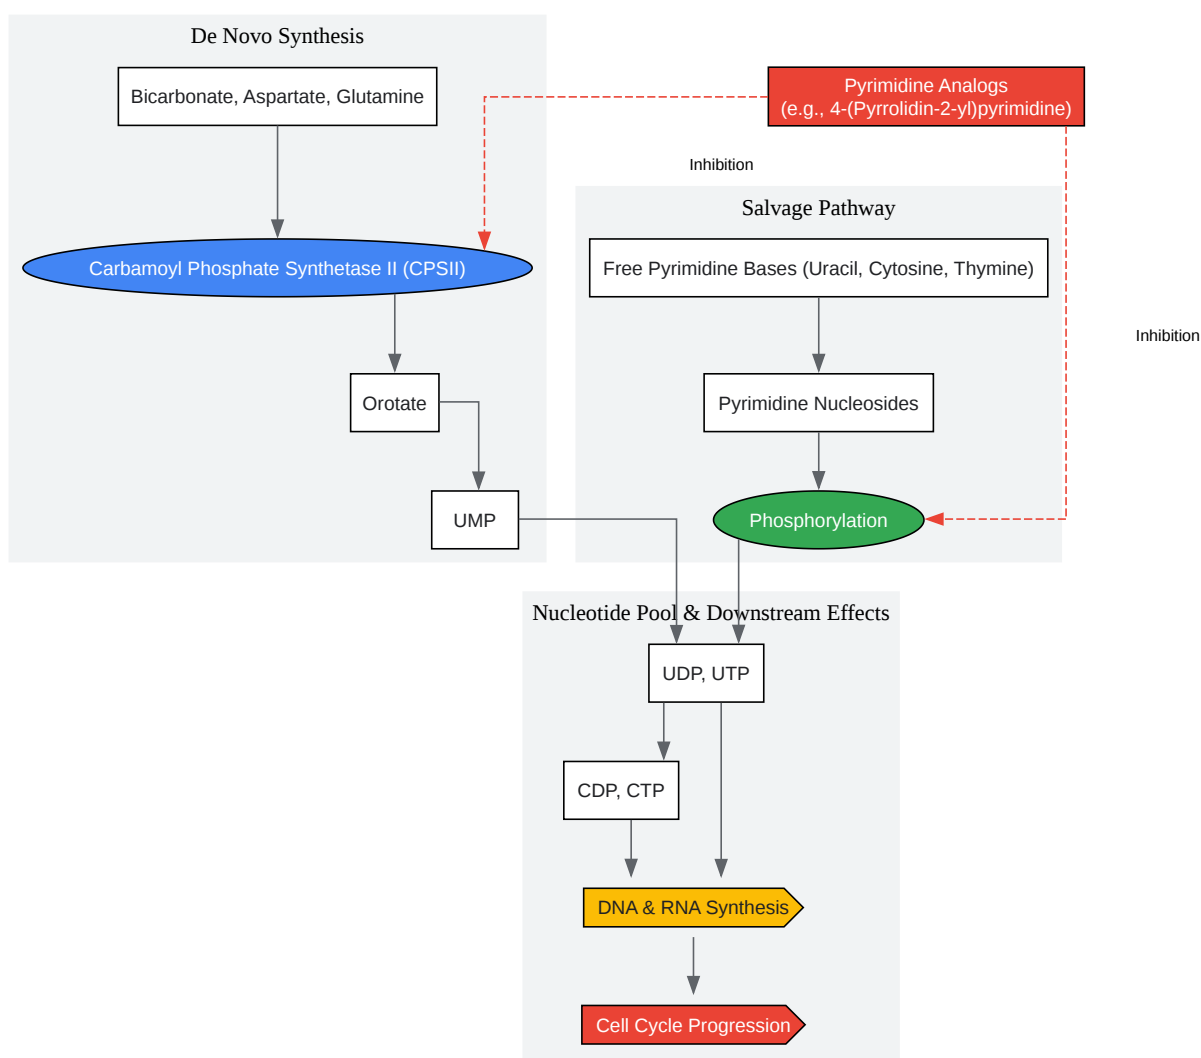 De Novo Synthesis
Bicarbonate, Aspartate, Glutamine
Pyrimidine Analogs
(e.g., 4-(Pyrrolidin-2-yl)pyrimidine)
Inhibition
Salvage Pathway
Carbamoyl Phosphate Synthetase II (CPSII)
Free Pyrimidine Bases (Uracil, Cytosine, Thymine)
Inhibition
Orotate
Pyrimidine Nucleosides
UMP
Phosphorylation
Nucleotide Pool & Downstream Effects
UDP, UTP
CDP, CTP
DNA & RNA Synthesis
Cell Cycle Progression